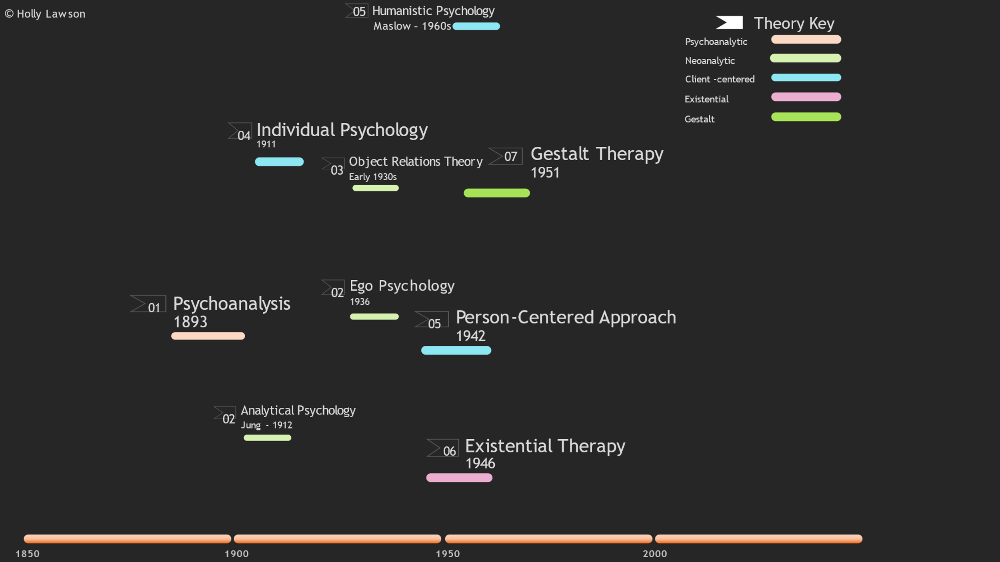 © Holly Lawson
05 Humanistic Psychology
Maslow - 1960s
Theory Key
Psychoanalytic
Neoanalytic
Client -centered
Existential
Gestalt
04 Individual Psychology
1911
03 Object Relations Theory
Early 1930s
07 Gestalt Therapy
1951
02 Ego Psychology
1936
01 Psychoanalysis
1893
05 Person-Centered Approach
1942
02 Analytical Psychology
Jung - 1912
06 Existential Therapy
1946
1850 1900 1950 2000